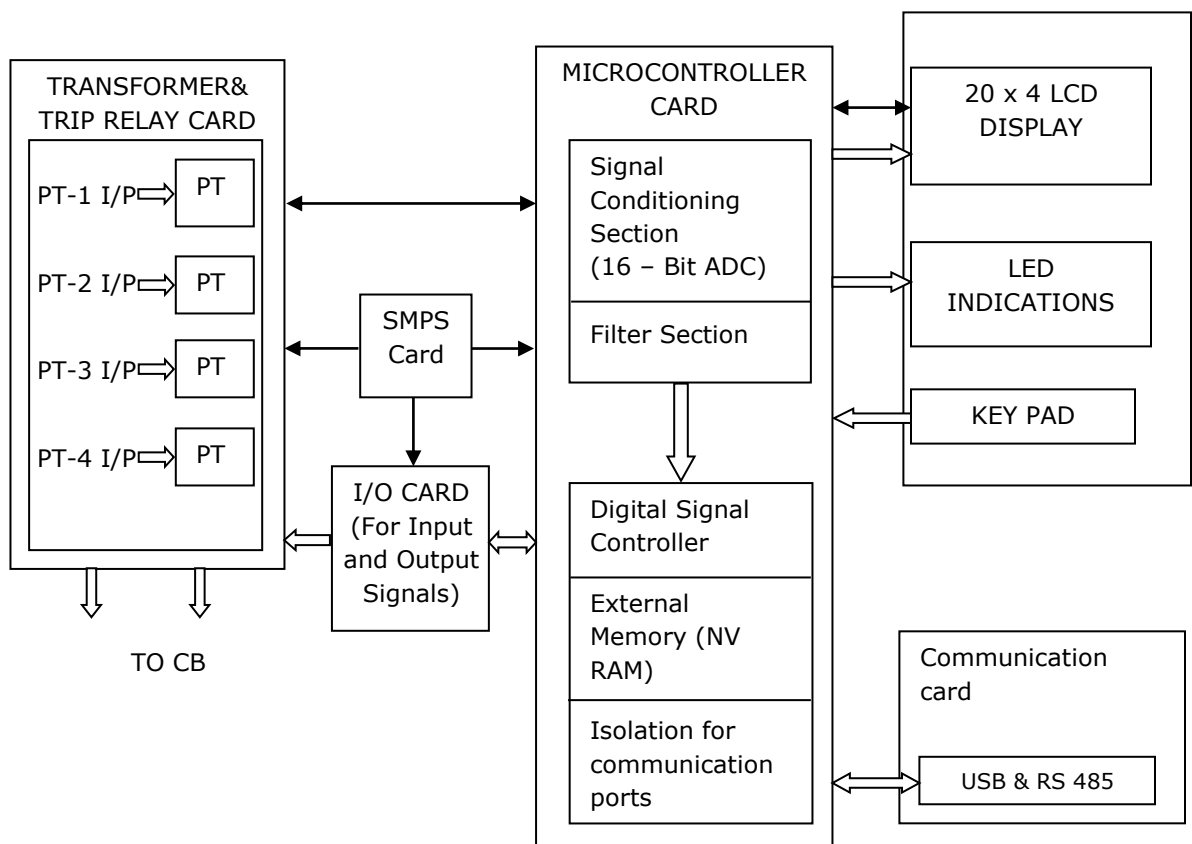 TRANSFORMER&
TRIP RELAY CARD
PT-1 I/P
PT
PT-2 I/P
PT
PT-3 I/P
PT
PT-4 I/P
PT
TO CB
SMPS
Card
I/O CARD
(For Input
and Output
Signals)
MICROCONTROLLER
CARD
Signal
Conditioning
Section
(16 – Bit ADC)
Filter Section
Digital Signal
Controller
External
Memory (NV
RAM)
Isolation for
communication
ports
20 x 4 LCD
DISPLAY
LED
INDICATIONS
KEY PAD
Communication
card
USB & RS 485